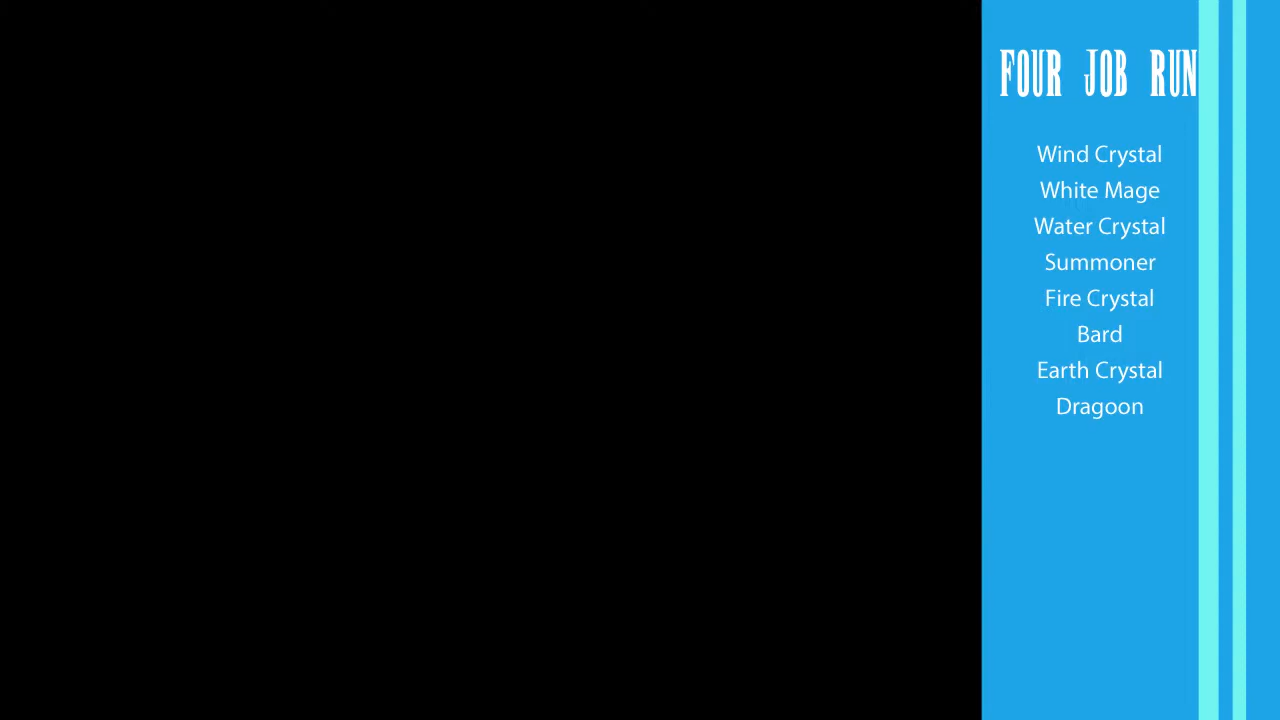 FOUR JOB RUN
Wind Crystal
White Mage
Water Crystal
Summoner
Fire Crystal
Bard
Earth Crystal
Dragoon